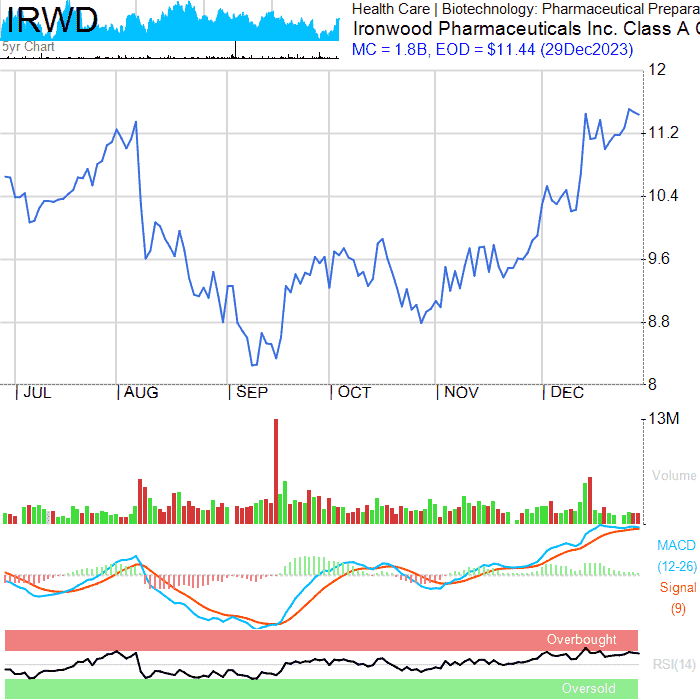 IRWD
5yr Chart
Health Care | Biotechnology: Pharmaceutical Prepara
Ironwood Pharmaceuticals Inc. Class A C
MC = 1.8B, EOD = $11.44 (29Dec2023)
12
11.2
10.4
9.6
8.8
8
JUL
AUG
SEP
OCT
NOV
DEC
13M
Volume
MACD
(12-26)
Signal
(9)
Overbought
RSI(14)
Oversold